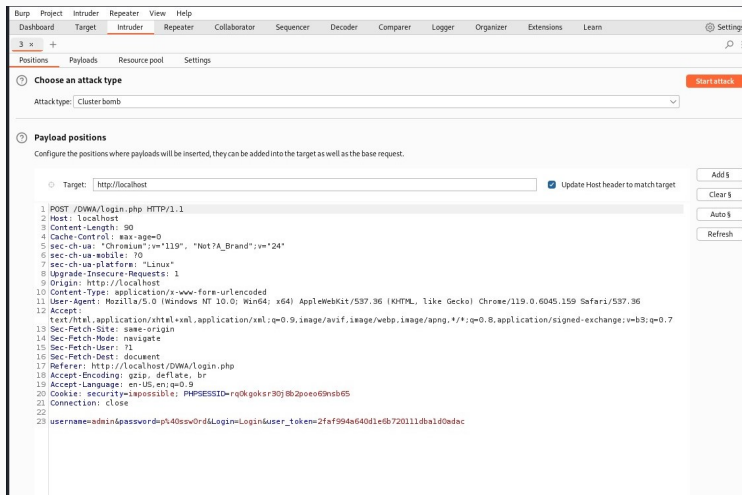 Burp Project Intruder Repeater View Help
Dashboard Target Intruder Repeater Collaborator Sequencer Decoder Comparer Logger Organizer Extensions Learn Settings
3 × +
Positions Payloads Resource pool Settings
? Choose an attack type
Start attack
Attack type: Cluster bomb
? Payload positions
Configure the positions where payloads will be inserted, they can be added into the target as well as the base request.
Add §
Target: http://localhost Update Host header to match target
Clear §
Auto §
Refresh
1 POST /DVWA/login.php HTTP/1.1
2 Host: localhost
3 Content-Length: 90
4 Cache-Control: max-age=0
5 sec-ch-ua: "Chromium";v="119", "Not?A_Brand";v="24"
6 sec-ch-ua-mobile: ?0
7 sec-ch-ua-platform: "Linux"
8 Upgrade-Insecure-Requests: 1
9 Origin: http://localhost
10 Content-Type: application/x-www-form-urlencoded
11 User-Agent: Mozilla/5.0 (Windows NT 10.0; Win64; x64) AppleWebKit/537.36 (KHTML, like Gecko) Chrome/119.0.6045.159 Safari/537.36
12 Accept:
text/html,application/xhtml+xml,application/xml;q=0.9,image/avif,image/webp,image/apng,*/*;q=0.8,application/signed-exchange;v=b3;q=0.7
13 Sec-Fetch-Site: same-origin
14 Sec-Fetch-Mode: navigate
15 Sec-Fetch-User: ?1
16 Sec-Fetch-Dest: document
17 Referer: http://localhost/DVWA/login.php
18 Accept-Encoding: gzip, deflate, br
19 Accept-Language: en-US,en;q=0.9
20 Cookie: security=impossible; PHPSESSID=rq0kgoksr30j8b2poeo69nsb65
21 Connection: close
22
23 username=admin&password=p%40ssw0rd&Login=Login&user_token=2faf994a640d1e6b720111dba1d0adac